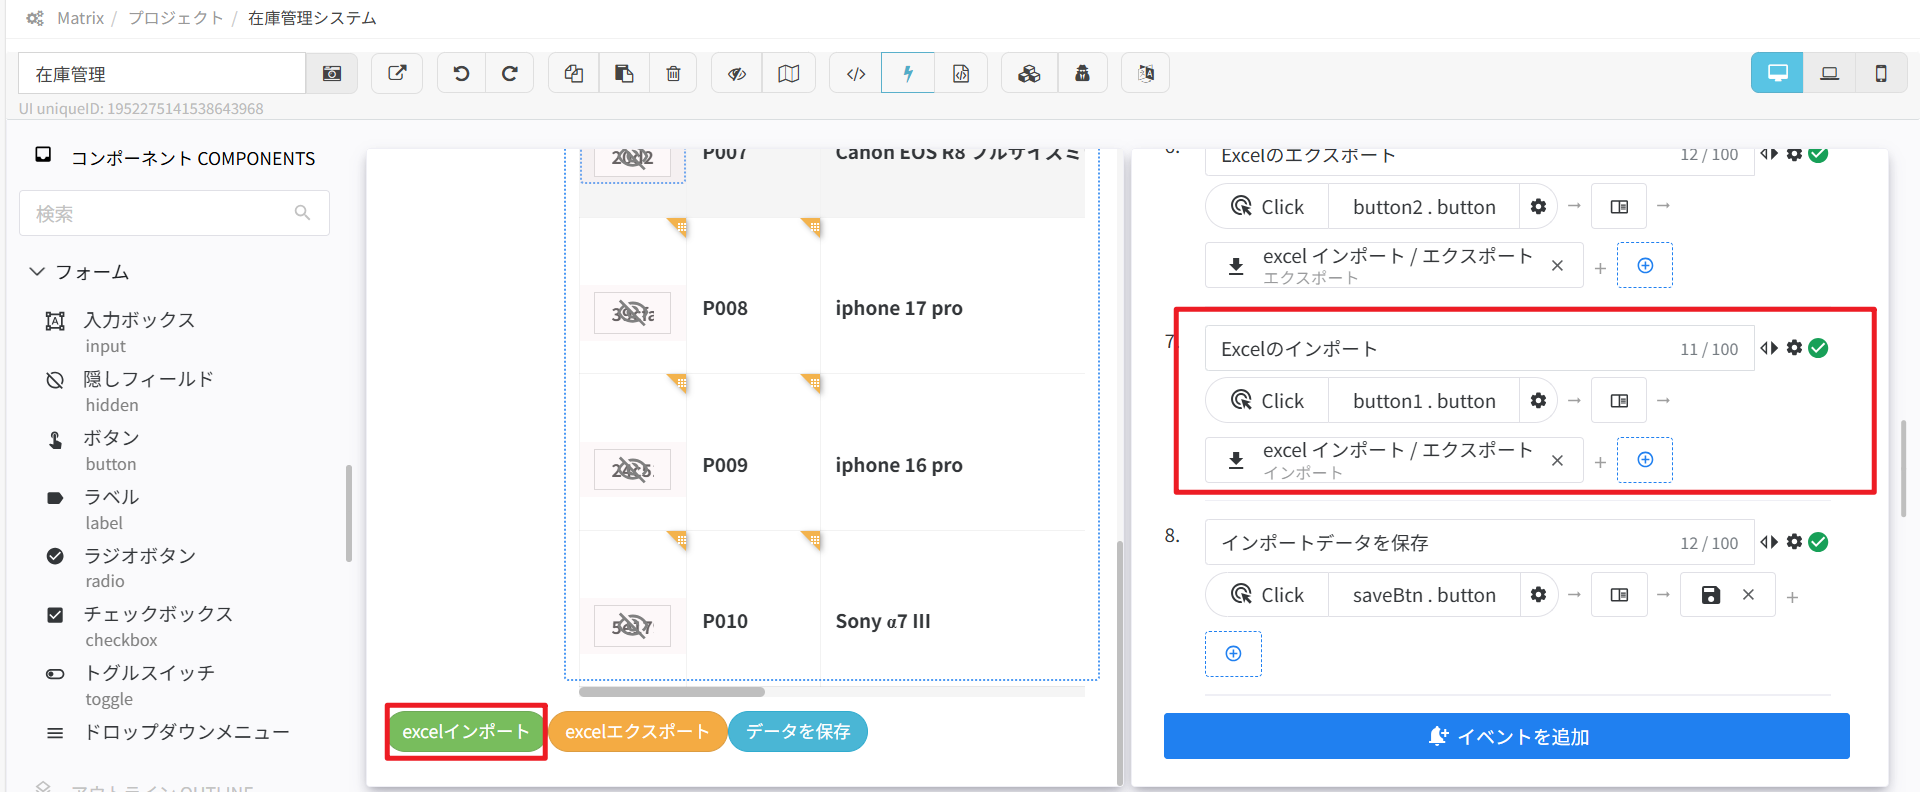 Matrix / プロジェクト / 在庫管理システム
在庫管理
UI uniqueID: 1952275141538643968
コンポーネント COMPONENTS
検索
フォーム
入力ボックス
input
隠しフィールド
hidden
ボタン
button
ラベル
label
ラジオボタン
radio
チェックボックス
checkbox
トグルスイッチ
toggle
ドロップダウンメニュー
アウトライン OUTLINE
P007 Canon EOS R8 フルサイズミ
P008 iphone 17 pro
P009 iphone 16 pro
P010 Sony α7 III
excelインポート excelエクスポート データを保存
6. Excelのエクスポート 12 / 100
Click button2 . button
excel インポート / エクスポート
エクスポート
7. Excelのインポート 11 / 100
Click button1 . button
excel インポート / エクスポート
インポート
8. インポートデータを保存 12 / 100
Click saveBtn . button
イベントを追加